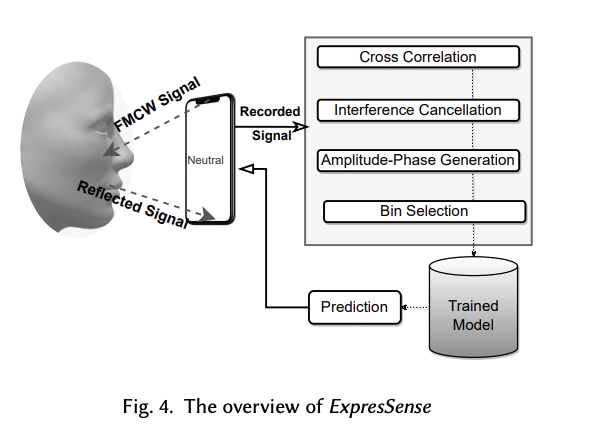 FMCW Signal
Reflected Signal
Neutral
Recorded
Signal
Cross Correlation
Interference Cancellation
Amplitude-Phase Generation
Bin Selection
Trained
Model
Prediction
Fig. 4. The overview of ExpresSense